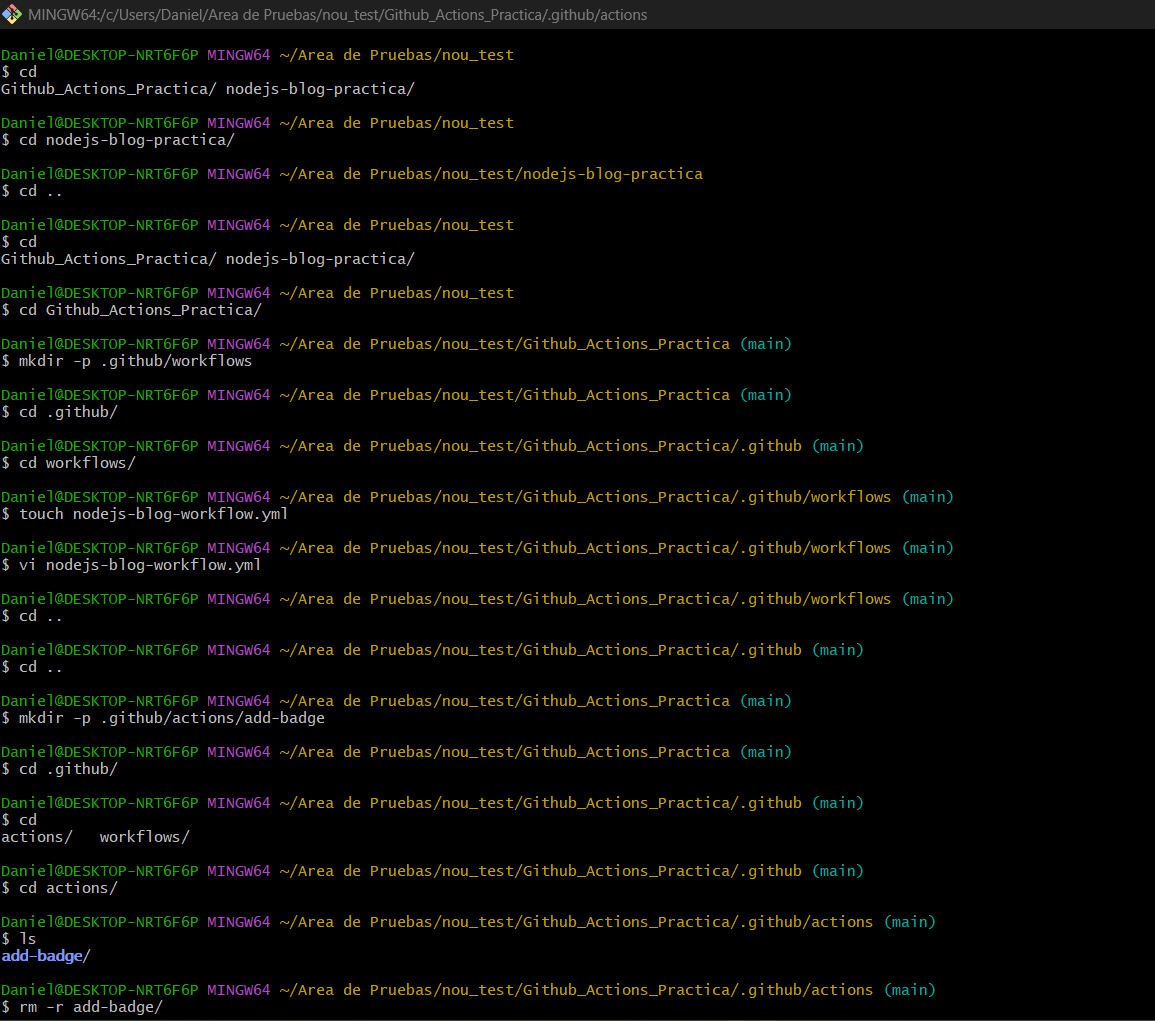 MINGW64:/c/Users/Daniel/Area de Pruebas/nou_test/Github_Actions_Practica/.github/actions
Daniel@DESKTOP-NRT6F6P MINGW64 ~/Area de Pruebas/nou_test
$ cd
Github_Actions_Practica/ nodejs-blog-practica/
Daniel@DESKTOP-NRT6F6P MINGW64 ~/Area de Pruebas/nou_test
$ cd nodejs-blog-practica/
Daniel@DESKTOP-NRT6F6P MINGW64 ~/Area de Pruebas/nou_test/nodejs-blog-practica
$ cd ..
Daniel@DESKTOP-NRT6F6P MINGW64 ~/Area de Pruebas/nou_test
$ cd
Github_Actions_Practica/ nodejs-blog-practica/
Daniel@DESKTOP-NRT6F6P MINGW64 ~/Area de Pruebas/nou_test
$ cd Github_Actions_Practica/
Daniel@DESKTOP-NRT6F6P MINGW64 ~/Area de Pruebas/nou_test/Github_Actions_Practica (main)
$ mkdir -p .github/workflows
Daniel@DESKTOP-NRT6F6P MINGW64 ~/Area de Pruebas/nou_test/Github_Actions_Practica (main)
$ cd .github/
Daniel@DESKTOP-NRT6F6P MINGW64 ~/Area de Pruebas/nou_test/Github_Actions_Practica/.github (main)
$ cd workflows/
Daniel@DESKTOP-NRT6F6P MINGW64 ~/Area de Pruebas/nou_test/Github_Actions_Practica/.github/workflows (main)
$ touch nodejs-blog-workflow.yml
Daniel@DESKTOP-NRT6F6P MINGW64 ~/Area de Pruebas/nou_test/Github_Actions_Practica/.github/workflows (main)
$ vi nodejs-blog-workflow.yml
Daniel@DESKTOP-NRT6F6P MINGW64 ~/Area de Pruebas/nou_test/Github_Actions_Practica/.github/workflows (main)
$ cd ..
Daniel@DESKTOP-NRT6F6P MINGW64 ~/Area de Pruebas/nou_test/Github_Actions_Practica/.github (main)
$ cd ..
Daniel@DESKTOP-NRT6F6P MINGW64 ~/Area de Pruebas/nou_test/Github_Actions_Practica (main)
$ mkdir -p .github/actions/add-badge
Daniel@DESKTOP-NRT6F6P MINGW64 ~/Area de Pruebas/nou_test/Github_Actions_Practica (main)
$ cd .github/
Daniel@DESKTOP-NRT6F6P MINGW64 ~/Area de Pruebas/nou_test/Github_Actions_Practica/.github (main)
$ cd
actions/   workflows/
Daniel@DESKTOP-NRT6F6P MINGW64 ~/Area de Pruebas/nou_test/Github_Actions_Practica/.github (main)
$ cd actions/
Daniel@DESKTOP-NRT6F6P MINGW64 ~/Area de Pruebas/nou_test/Github_Actions_Practica/.github/actions (main)
$ ls
add-badge/
Daniel@DESKTOP-NRT6F6P MINGW64 ~/Area de Pruebas/nou_test/Github_Actions_Practica/.github/actions (main)
$ rm -r add-badge/